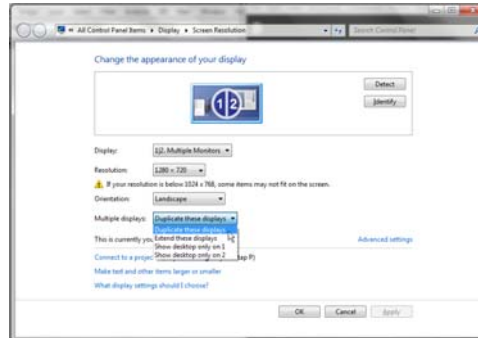 All Control Panel Items ▸ Display ▸ Screen Resolution
Search Control Panel
Change the appearance of your display
Detect
Identify
1|2
Display: 1|2. Multiple Monitors
Resolution: 1280 × 720
If your resolution is below 1024 x 768, some items may not fit on the screen.
Orientation: Landscape
Multiple displays: Duplicate these displays
Duplicate these displays
Extend these displays
Show desktop only on 1
Show desktop only on 2
This is currently you
Advanced settings
Connect to a projec
tap P)
Make text and other items larger or smaller
What display settings should I choose?
OK
Cancel
Apply